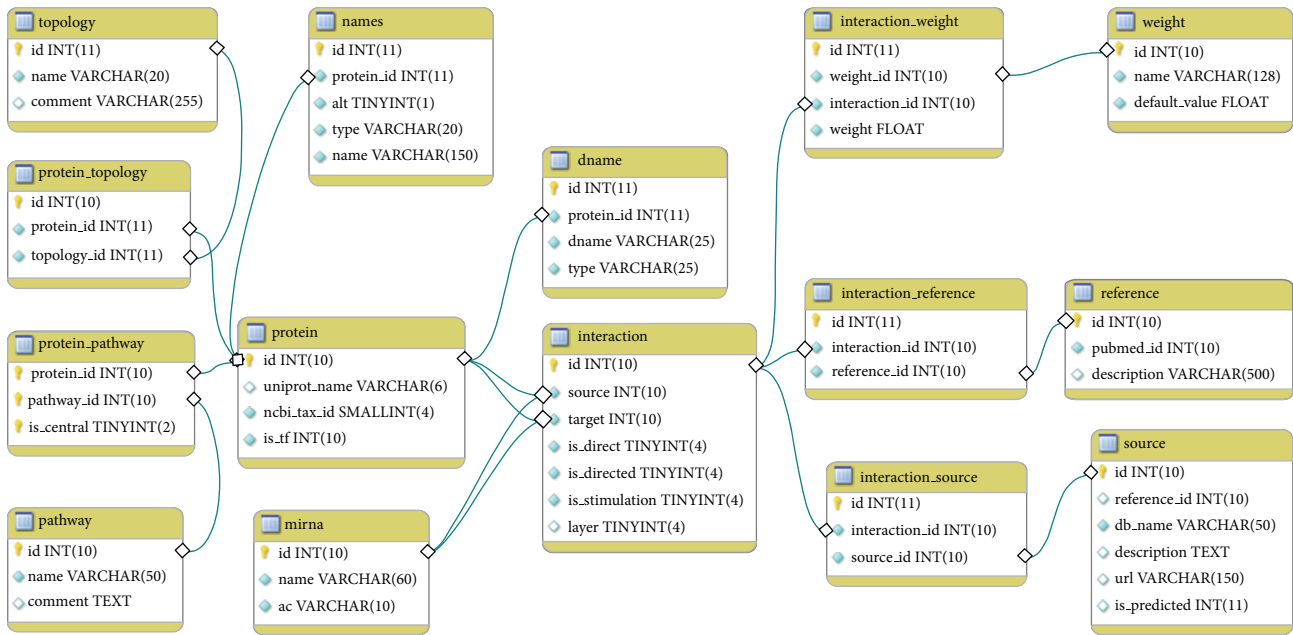 topology
id INT(11)
name VARCHAR(20)
comment VARCHAR(255)
names
id INT(11)
protein_id INT(11)
alt TINYINT(1)
type VARCHAR(20)
name VARCHAR(150)
interaction_weight
id INT(11)
weight_id INT(10)
interaction_id INT(10)
weight FLOAT
weight
id INT(10)
name VARCHAR(128)
default_value FLOAT
protein_topology
id INT(10)
protein_id INT(11)
topology_id INT(11)
dname
id INT(11)
protein_id INT(11)
dname VARCHAR(25)
type VARCHAR(25)
protein_pathway
protein_id INT(10)
pathway_id INT(10)
is_central TINYINT(2)
protein
id INT(10)
uniprot_name VARCHAR(6)
ncbi_tax_id SMALLINT(4)
is_tf INT(10)
interaction
id INT(10)
source INT(10)
target INT(10)
is_direct TINYINT(4)
is_directed TINYINT(4)
is_stimulation TINYINT(4)
layer TINYINT(4)
interaction_reference
id INT(11)
interaction_id INT(10)
reference_id INT(10)
reference
id INT(10)
pubmed_id INT(10)
description VARCHAR(500)
pathway
id INT(10)
name VARCHAR(50)
comment TEXT
mirna
id INT(10)
name VARCHAR(60)
ac VARCHAR(10)
interaction_source
id INT(11)
interaction_id INT(10)
source_id INT(10)
source
id INT(10)
reference_id INT(10)
db_name VARCHAR(50)
description TEXT
url VARCHAR(150)
is_predicted INT(11)